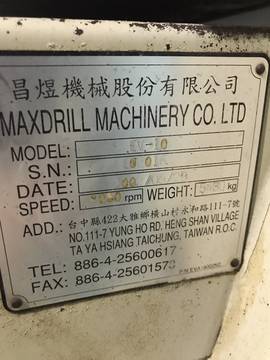 昌煜機械股份有限公司
MAXDRILL MACHINERY CO. LTD
MODEL:
S.N.:
DATE:
SPEED: rpm WEIGHT: kg
ADD.: 台中縣422大雅鄉橫山村永和路111-7號
NO.111-7 YUNG HO RD. HENG SHAN VILLAGE
TA YA HSIANG TAICHUNG, TAIWAN R.O.C.
TEL: 886-4-25600617
FAX: 886-4-25601573